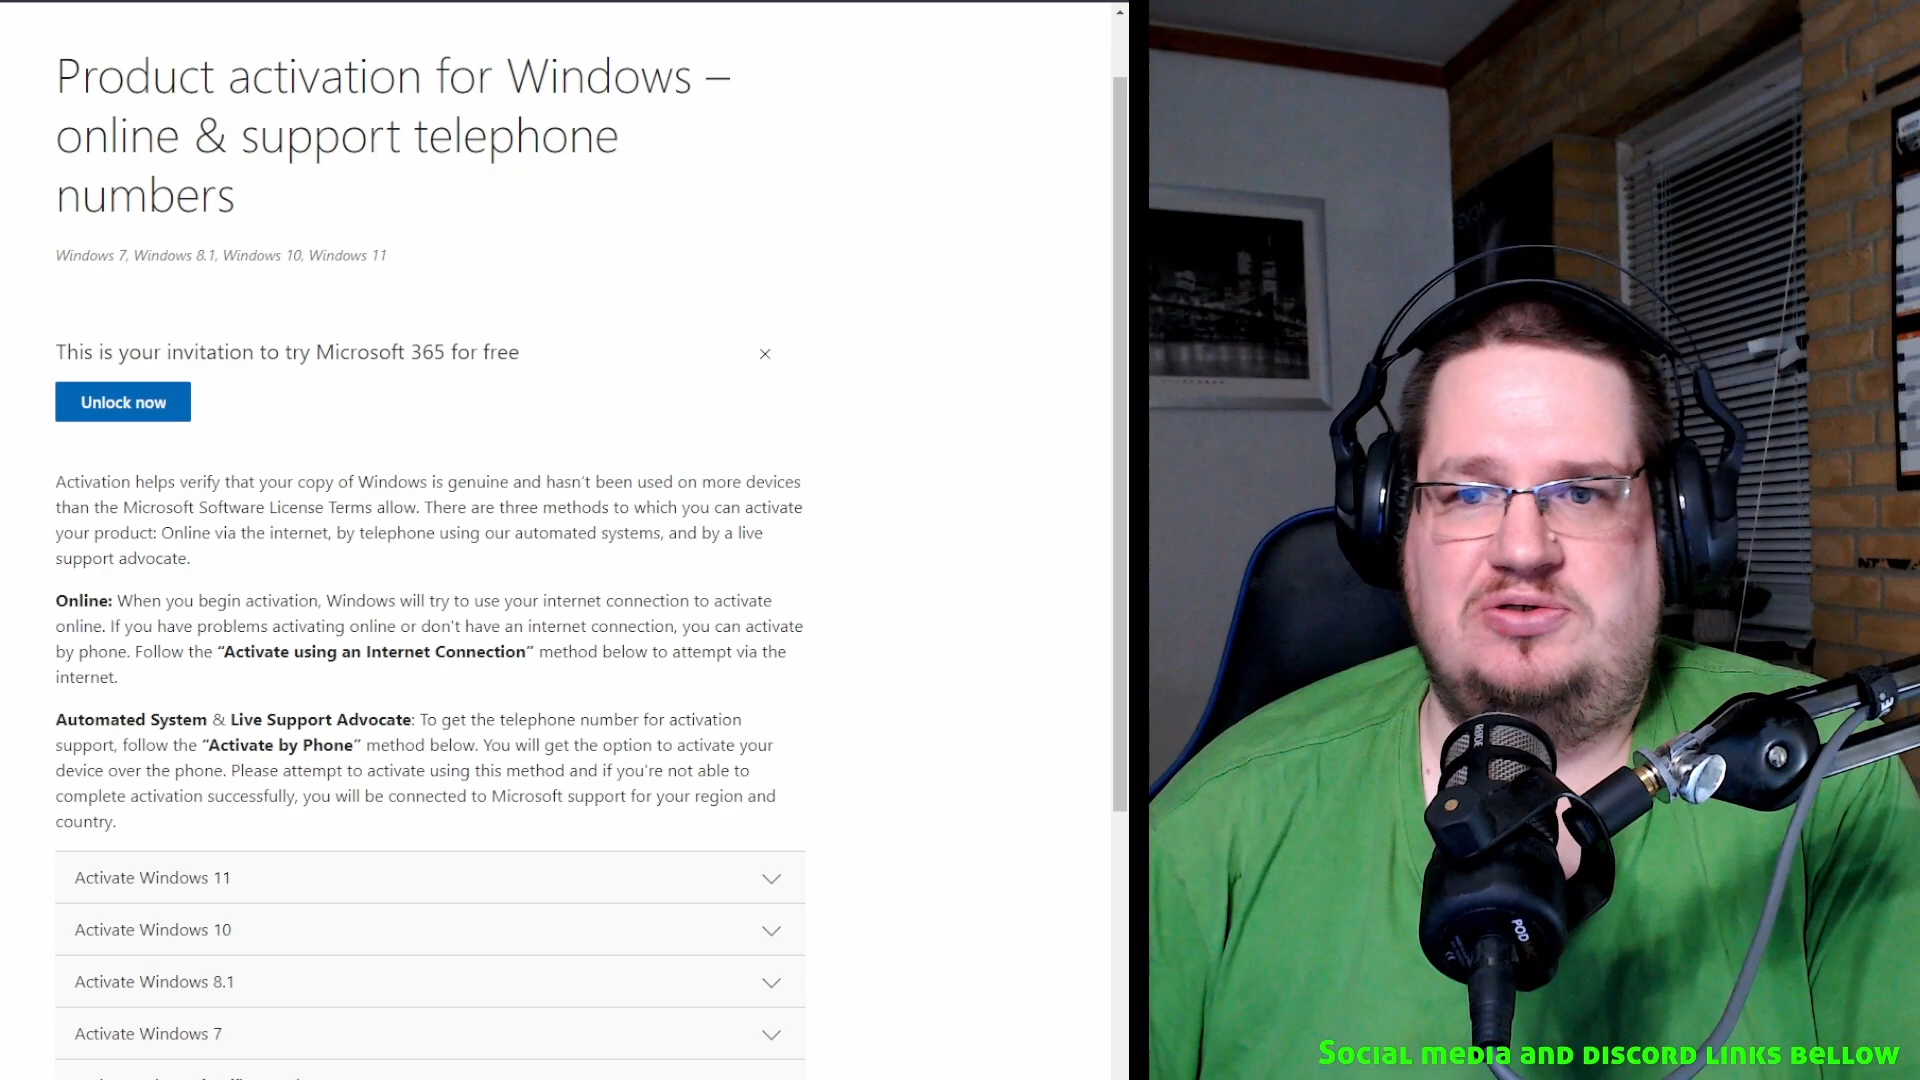 Product activation for Windows –
online & support telephone
numbers
Windows 7, Windows 8.1, Windows 10, Windows 11
This is your invitation to try Microsoft 365 for free
Unlock now
Activation helps verify that your copy of Windows is genuine and hasn't been used on more devices
than the Microsoft Software License Terms allow. There are three methods to which you can activate
your product: Online via the internet, by telephone using our automated systems, and by a live
support advocate.
Online: When you begin activation, Windows will try to use your internet connection to activate
online. If you have problems activating online or don't have an internet connection, you can activate
by phone. Follow the “Activate using an Internet Connection” method below to attempt via the
internet.
Automated System & Live Support Advocate: To get the telephone number for activation
support, follow the “Activate by Phone” method below. You will get the option to activate your
device over the phone. Please attempt to activate using this method and if you're not able to
complete activation successfully, you will be connected to Microsoft support for your region and
country.
Activate Windows 11
Activate Windows 10
Activate Windows 8.1
Activate Windows 7
RØDE
POD
Social media and discord links bellow